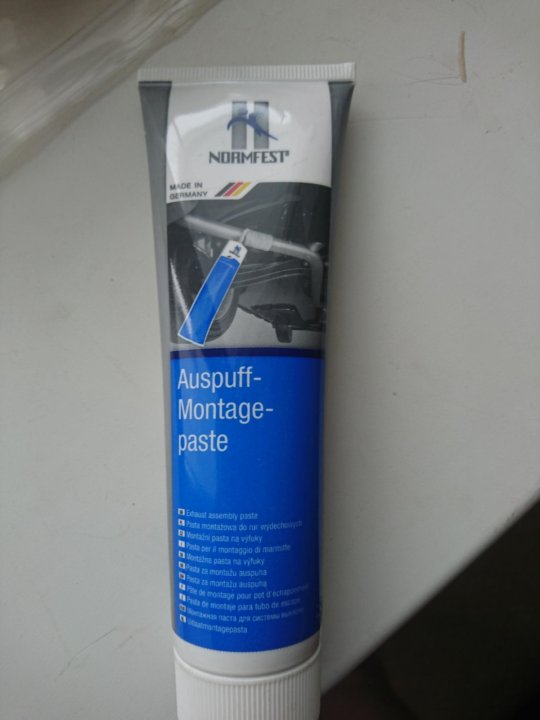 NORMFEST
MADE IN
GERMANY
Auspuff-
Montage-
paste
Exhaust assembly paste
Pasta montażowa do rur wydechowych
Montážní pasta na výfuky
Pasta per il montaggio di marmitte
Montážna pasta na výfuky
Pasta za montažu auspuha
Pasta za montažu auspuha
Pâte de montage pour pot d'échappement
Pasta de montaje para tubo de escape
Монтажная паста для системы выхлопа
Uitlaatmontagepasta